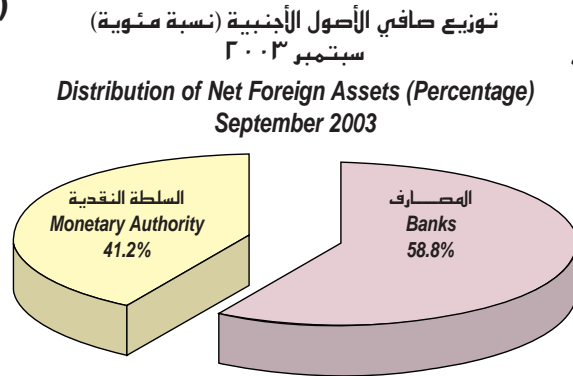 توزيع صافي الأصول الأجنبية (نسبة مئوية)
سبتمبر ٢٠٠٣
Distribution of Net Foreign Assets (Percentage)
September 2003
السلطة النقدية
Monetary Authority
41.2%
المصــــارف
Banks
58.8%